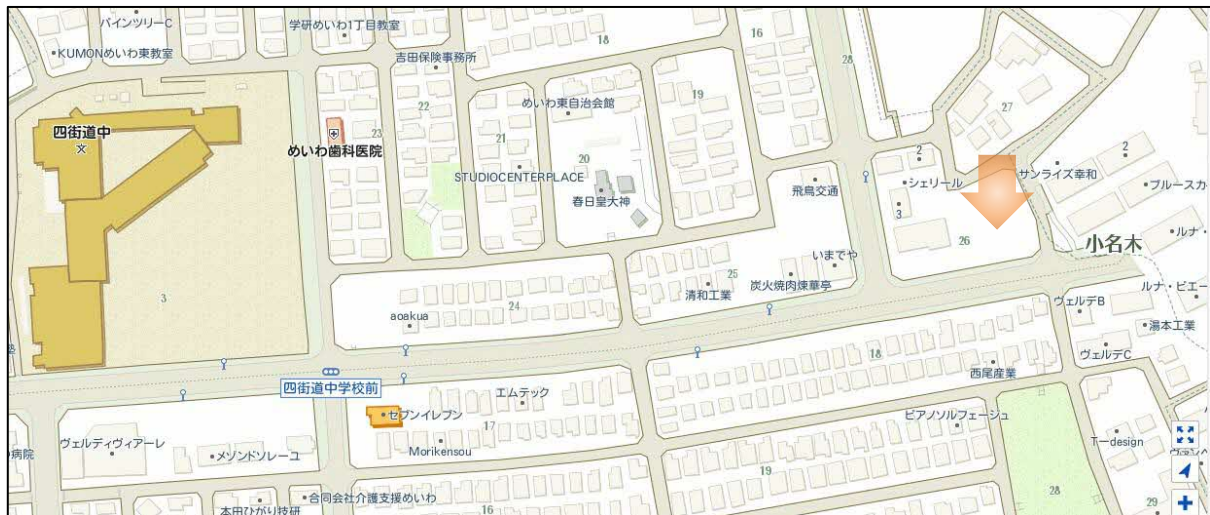 パインツリーC
学研めいわ1丁目教室
KUMONめいわ東教室
吉田保険事務所
18
16
28
四街道中
22
23
めいわ歯科医院
めいわ東自治会館
19
21
20
27
2
2
STUDIOCENTERPLACE
春日皇大神
飛鳥交通
シェリール
サンライズ幸和
ブルースカ
3
26
小名木
ルナ・
3
いまでや
25
清和工業
炭火焼肉煉華亭
24
aoakua
ヴェルデB
ルナ・ピエー
湯本工業
18
ヴェルデC
四街道中学校前
西尾産業
エムテック
セブンイレブン
17
ピアノソルフェージュ
ヴェルディヴィアーレ
病院
メゾンドソレーユ
Morikensou
Tーdesign
19
28
29
合同会社介護支援めいわ
本田ひがり技研
16